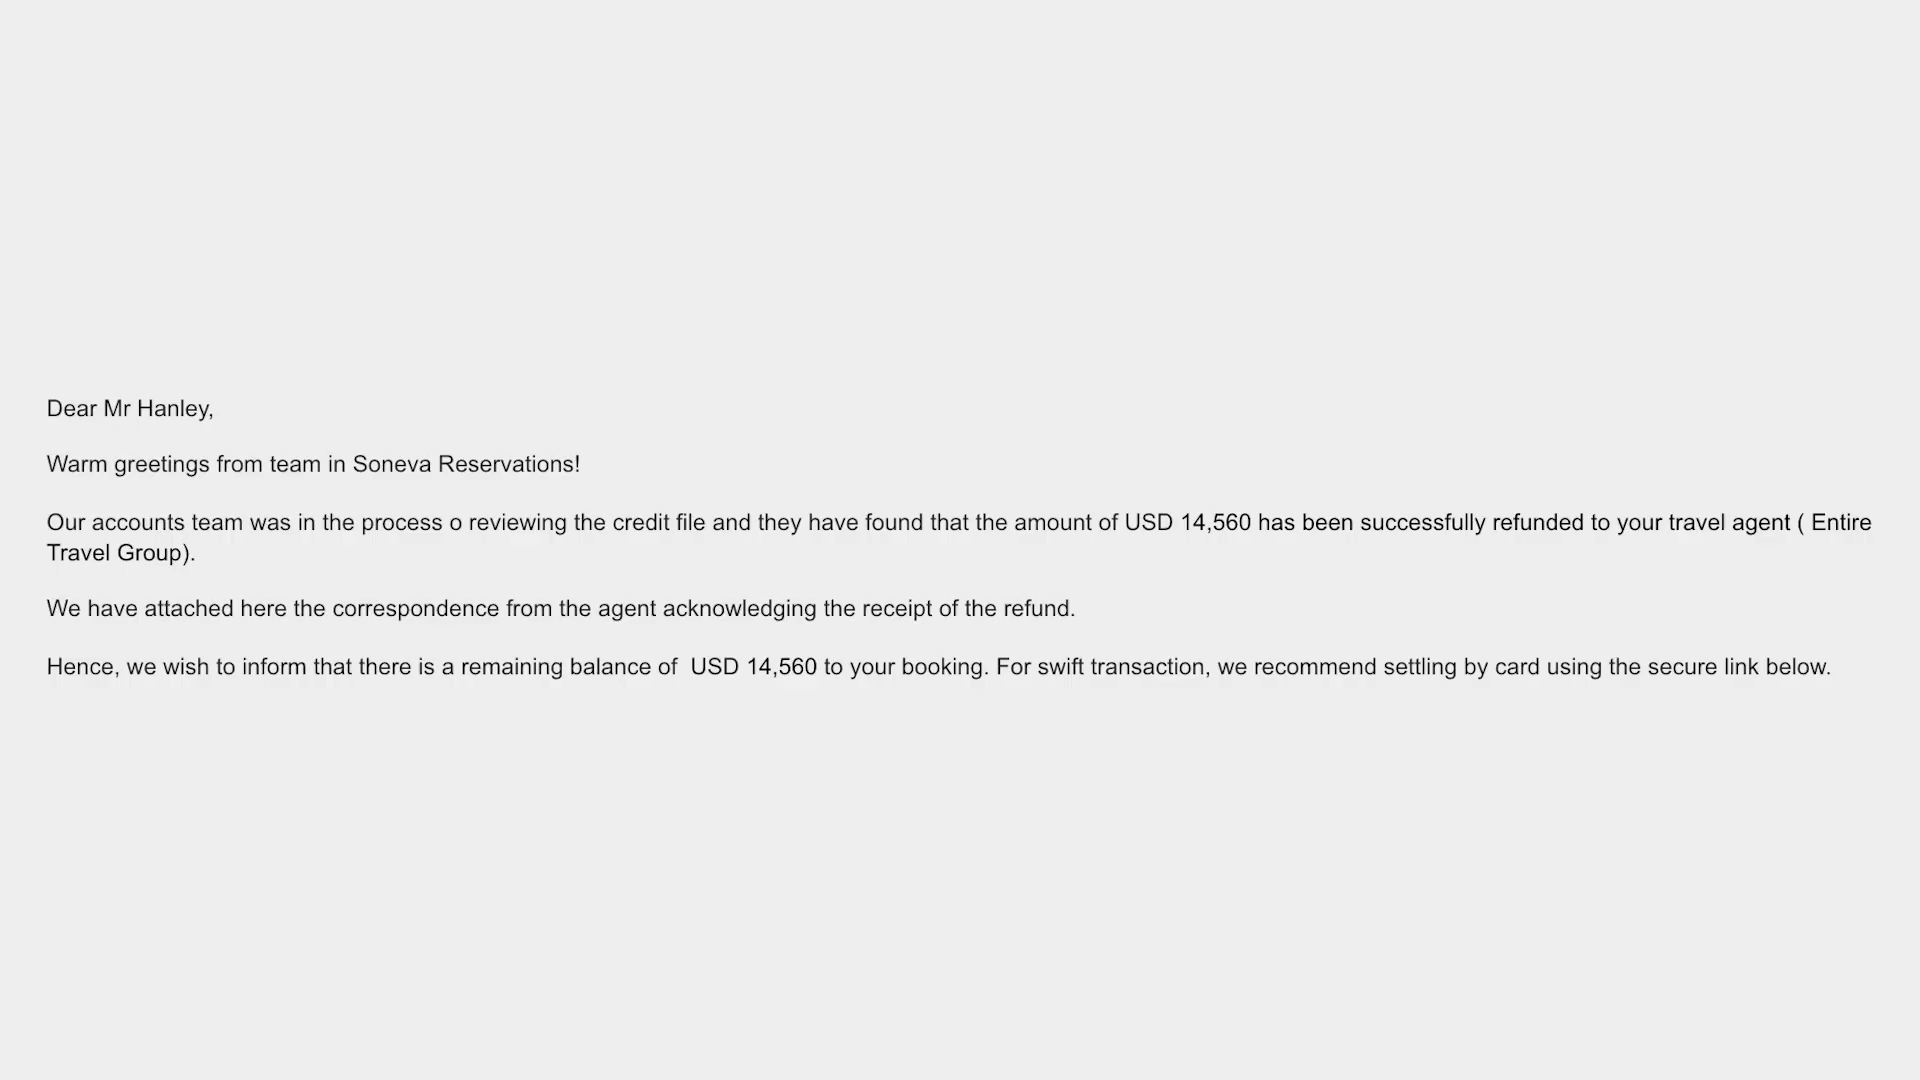 Dear Mr Hanley,
Warm greetings from team in Soneva Reservations!
Our accounts team was in the process o reviewing the credit file and they have found that the amount of USD 14,560 has been successfully refunded to your travel agent ( Entire
Travel Group).
We have attached here the correspondence from the agent acknowledging the receipt of the refund.
Hence, we wish to inform that there is a remaining balance of  USD 14,560 to your booking. For swift transaction, we recommend settling by card using the secure link below.